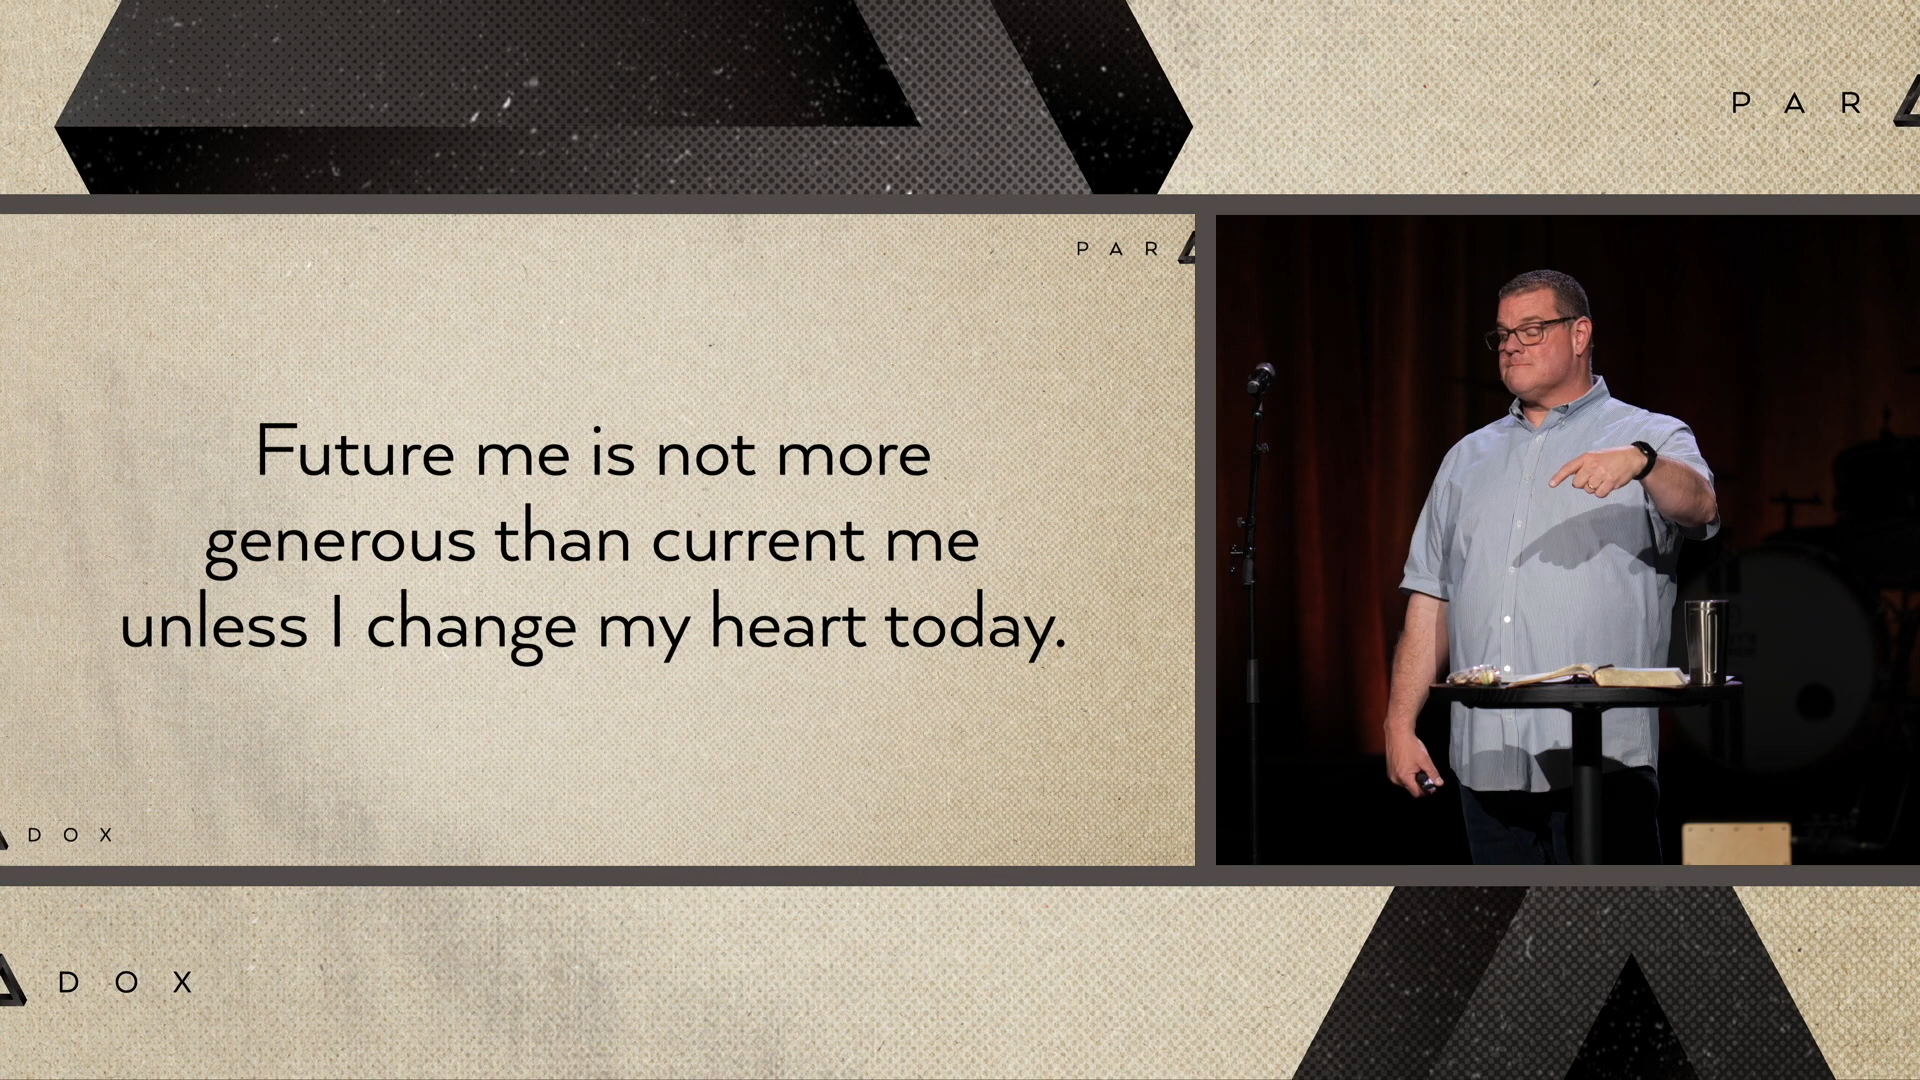 P A R
P A R
Future me is not more
generous than current me
unless I change my heart today.
D O X
D O X